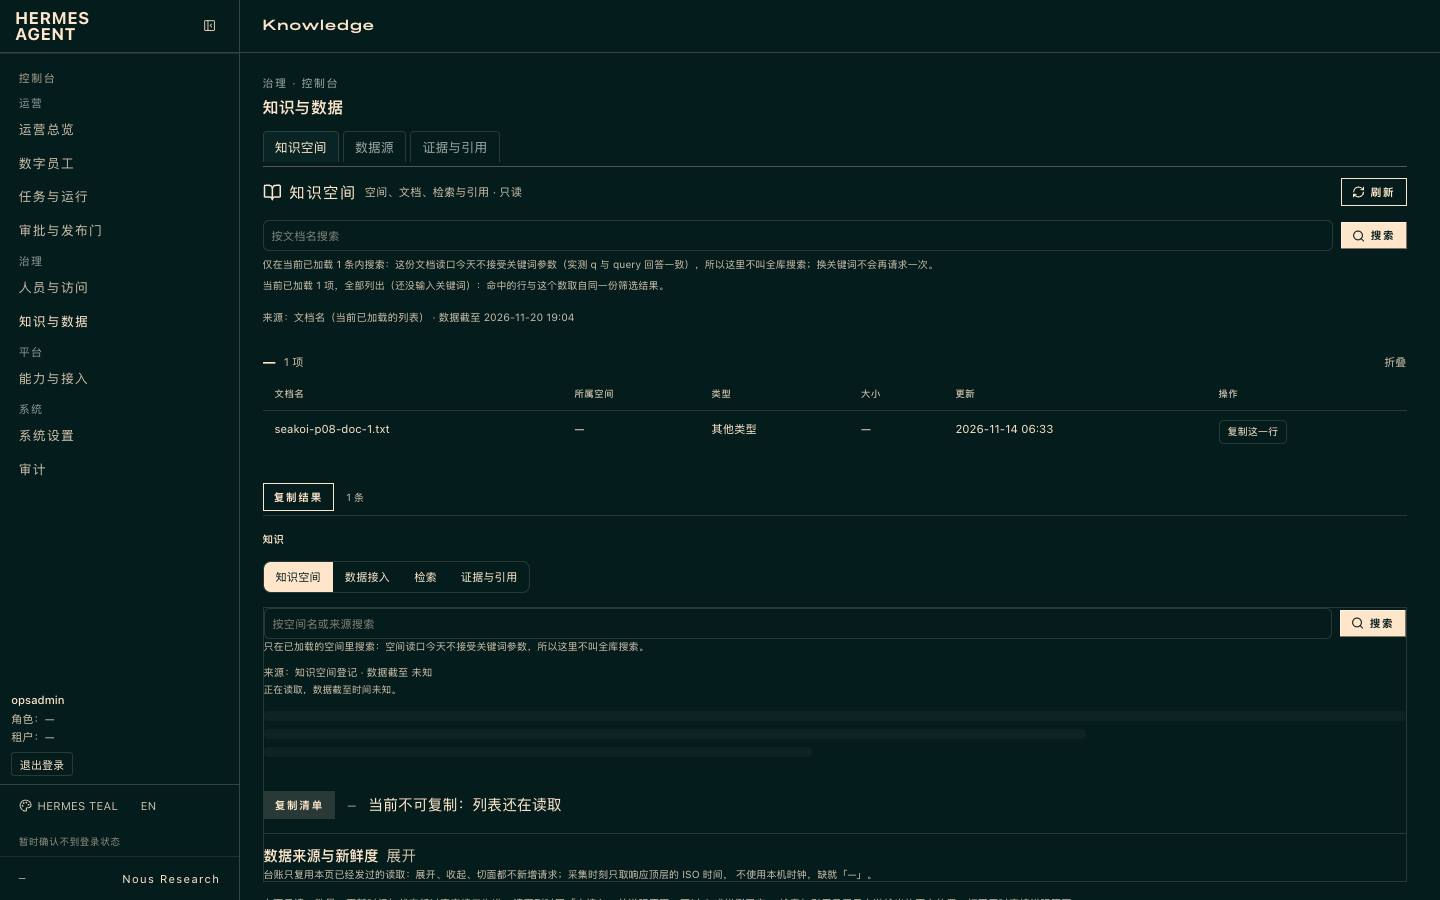 HERMES
AGENT
Knowledge
控制台
运营
运营总览
数字员工
任务与运行
审批与发布门
治理
人员与访问
知识与数据
平台
能力与接入
系统
系统设置
审计
opsadmin
角色： —
租户： —
退出登录
HERMES TEAL EN
暂时确认不到登录状态
— Nous Research
治理 · 控制台
知识与数据
知识空间 数据源 证据与引用
知识空间 空间、文档、检索与引用 · 只读 刷新
按文档名搜索 搜索
仅在当前已加载 1 条内搜索：这份文档读口今天不接受关键词参数（实测 q 与 query 回答一致），所以这里不叫全库搜索；换关键词不会再请求一次。
当前已加载 1 项，全部列出（还没输入关键词）：命中的行与这个数取自同一份筛选结果。
来源：文档名（当前已加载的列表） · 数据截至 2026-11-20 19:04
— 1 项 折叠
文档名 所属空间 类型 大小 更新 操作
seakoi-p08-doc-1.txt — 其他类型 — 2026-11-14 06:33 复制这一行
复制结果 1 条
知识
知识空间 数据接入 检索 证据与引用
按空间名或来源搜索 搜索
只在已加载的空间里搜索：空间读口今天不接受关键词参数，所以这里不叫全库搜索。
来源：知识空间登记 · 数据截至 未知
正在读取，数据截至时间未知。
复制清单 — 当前不可复制：列表还在读取
数据来源与新鲜度 展开
台账只复用本页已经发过的读取：展开、收起、切面都不新增请求；采集时刻只取响应顶层的 ISO 时间， 不使用本机时钟，缺就「—」。